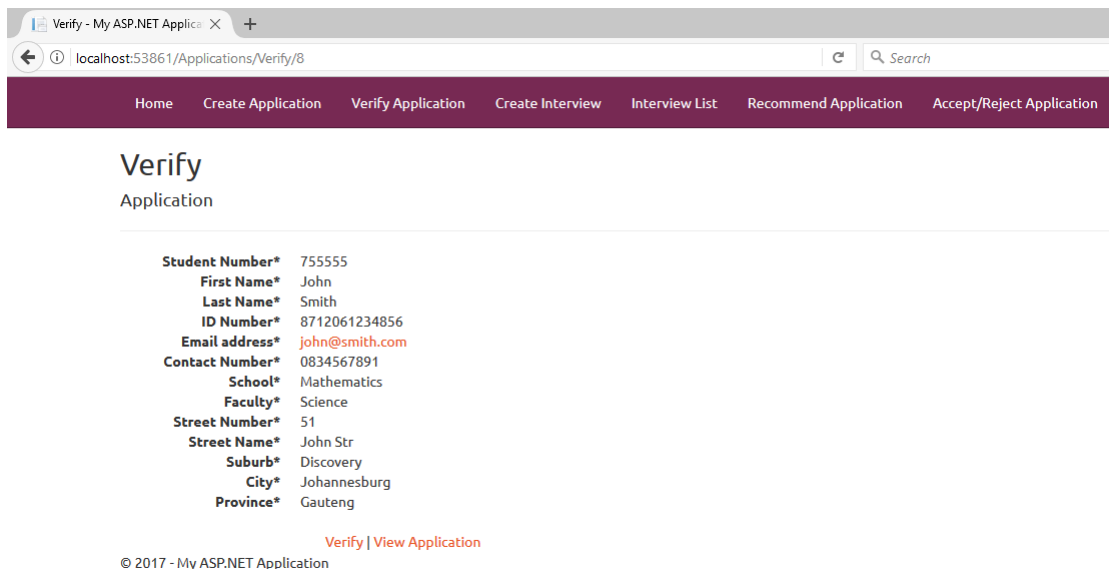 Verify - My ASP.NET Applica
localhost:53861/Applications/Verify/8 Search
Home Create Application Verify Application Create Interview Interview List Recommend Application Accept/Reject Application
Verify
Application
Student Number* 755555
First Name* John
Last Name* Smith
ID Number* 8712061234856
Email address* john@smith.com
Contact Number* 0834567891
School* Mathematics
Faculty* Science
Street Number* 51
Street Name* John Str
Suburb* Discovery
City* Johannesburg
Province* Gauteng
Verify | View Application
© 2017 - My ASP.NET Application